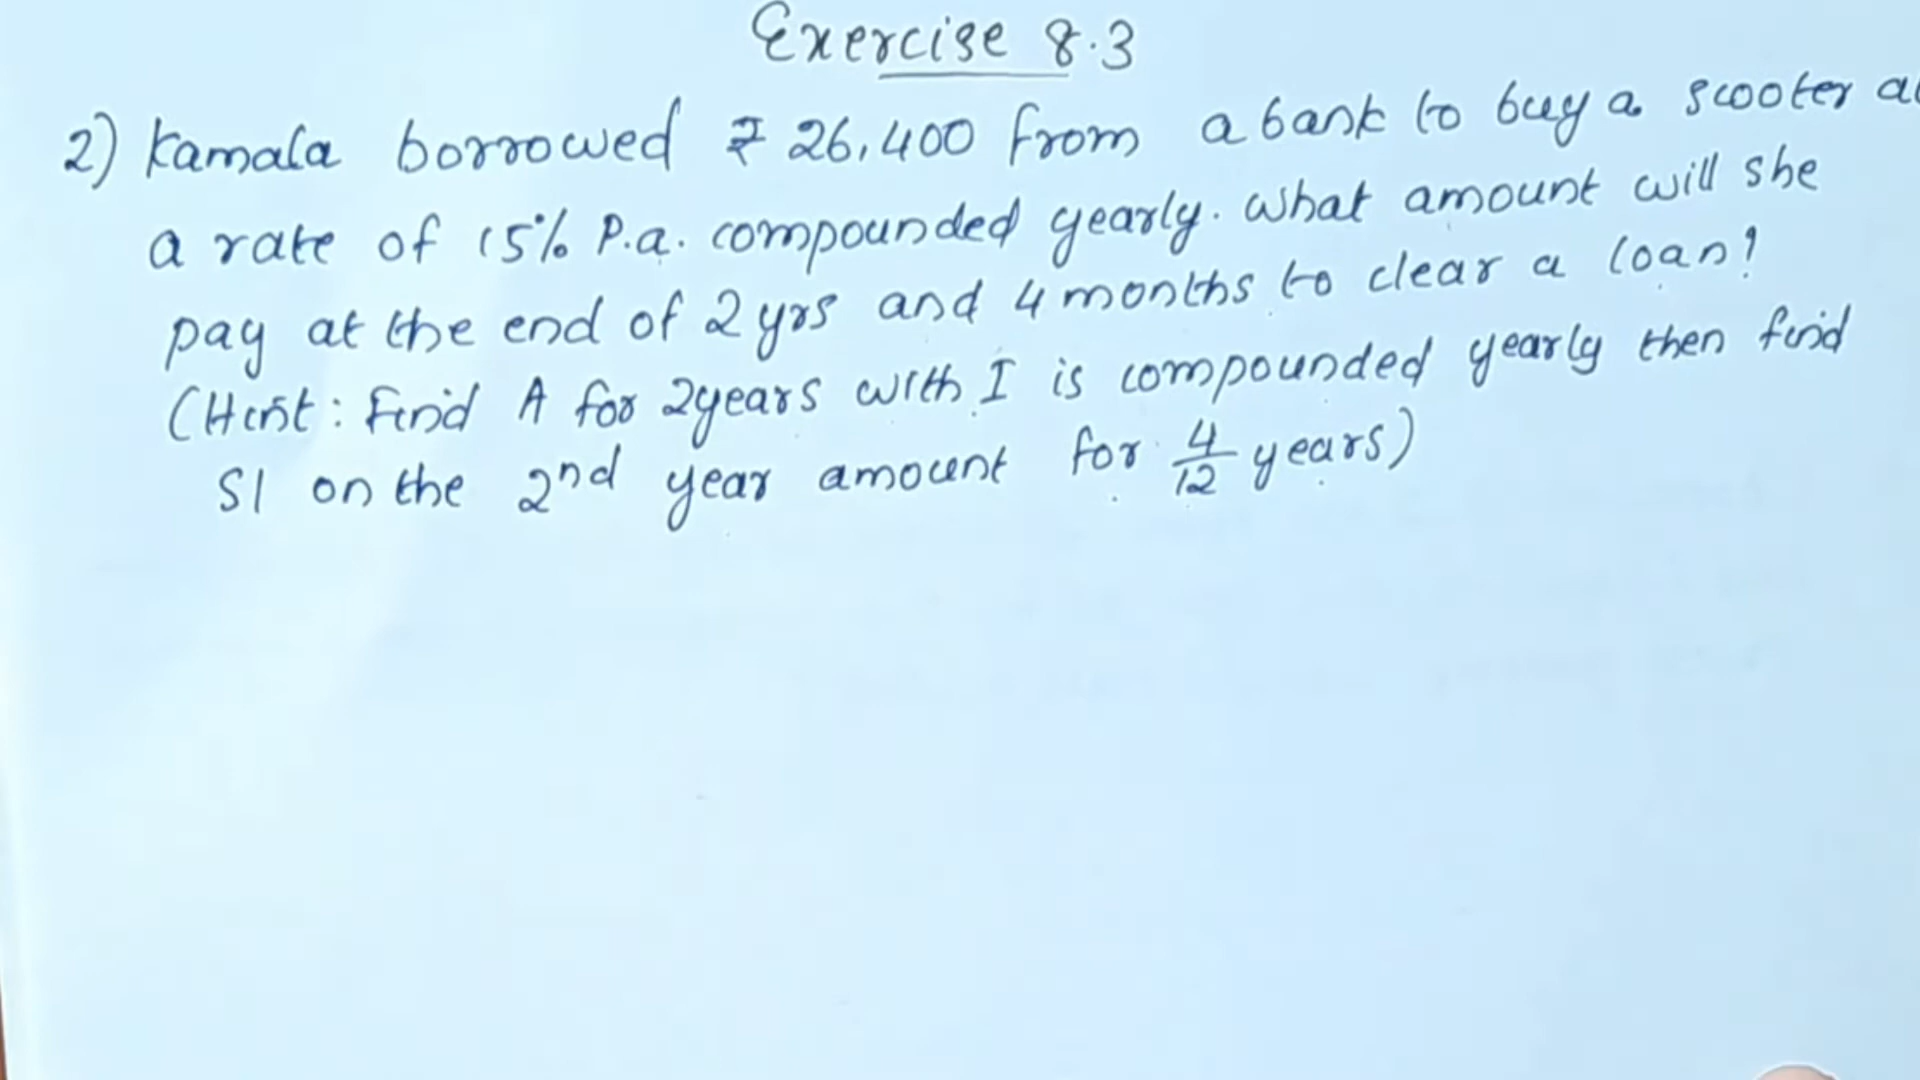 Exercise 8.3
2) Kamala borrowed ₹ 26,400 from a bank to buy a scooter at
a rate of 15% P.a. compounded yearly. What amount will she
pay at the end of 2 yrs and 4 months to clear a loan?
(Hint: Find A for 2years with I is compounded yearly then find
SI on the 2nd year amount for 4/12 years)